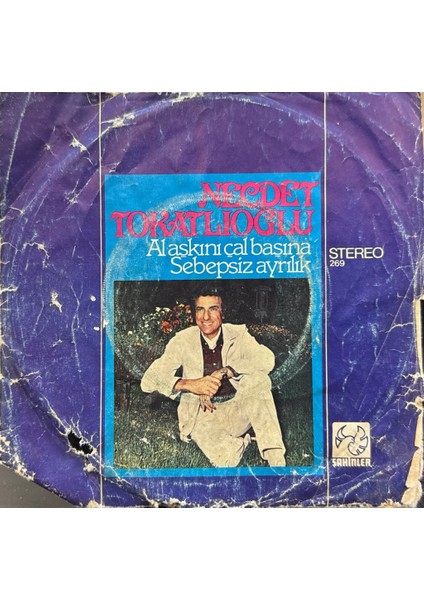 NECDET
TOKATLIOĞLU
Al aşkını çal başına
Sebepsiz ayrılık
STEREO
269
ŞAHİNLER